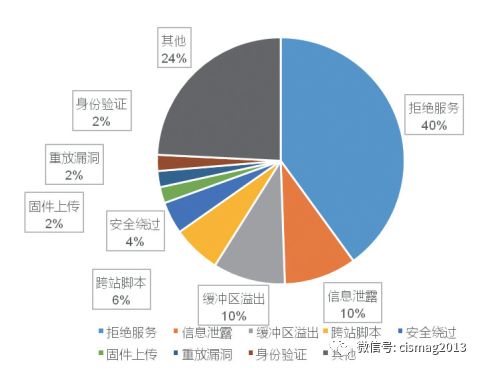 其他
24%
身份验证
2%
重放漏洞
2%
固件上传
2%
安全绕过
4%
跨站脚本
6%
缓冲区溢出
10%
信息泄露
10%
拒绝服务
40%
拒绝服务 信息泄露 缓冲区溢出 跨站脚本 安全绕过
固件上传 重放漏洞 身份验证 其他
微信号: cismag2013